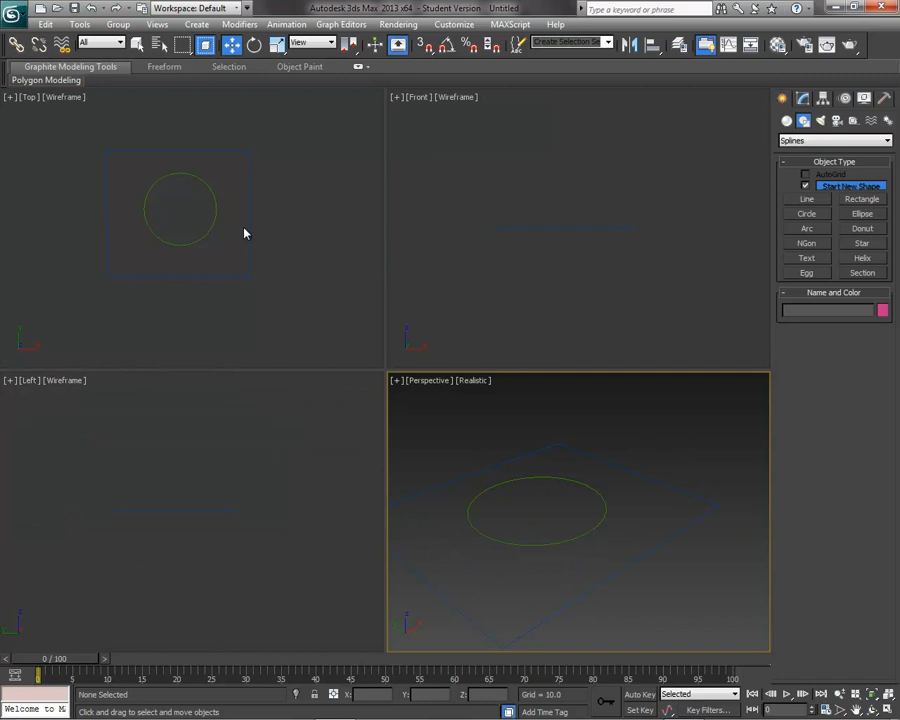 Workspace: Default
Autodesk 3ds Max 2013 x64 - Student Version Untitled
Type a keyword or phrase
Edit Tools Group Views Create Modifiers Animation Graph Editors Rendering Customize MAXScript Help
All
View
Create Selection Se
Graphite Modeling Tools Freeform Selection Object Paint
Polygon Modeling
[+] [Top] [Wireframe]
[+] [Front] [Wireframe]
Splines
- Object Type
AutoGrid
Start New Shape
Line Rectangle
Circle Ellipse
Arc Donut
NGon Star
Text Helix
Egg Section
- Name and Color
[+] [Left] [Wireframe]
[+] [Perspective] [Realistic]
0 / 100
0 5 10 15 20 25 30 35 40 45 50 55 60 65 70 75 80 85 90 95 100
None Selected
X: Y: Z: Grid = 10.0
Auto Key Selected
Welcome to M
Click and drag to select and move objects
Add Time Tag
Set Key Key Filters...
0